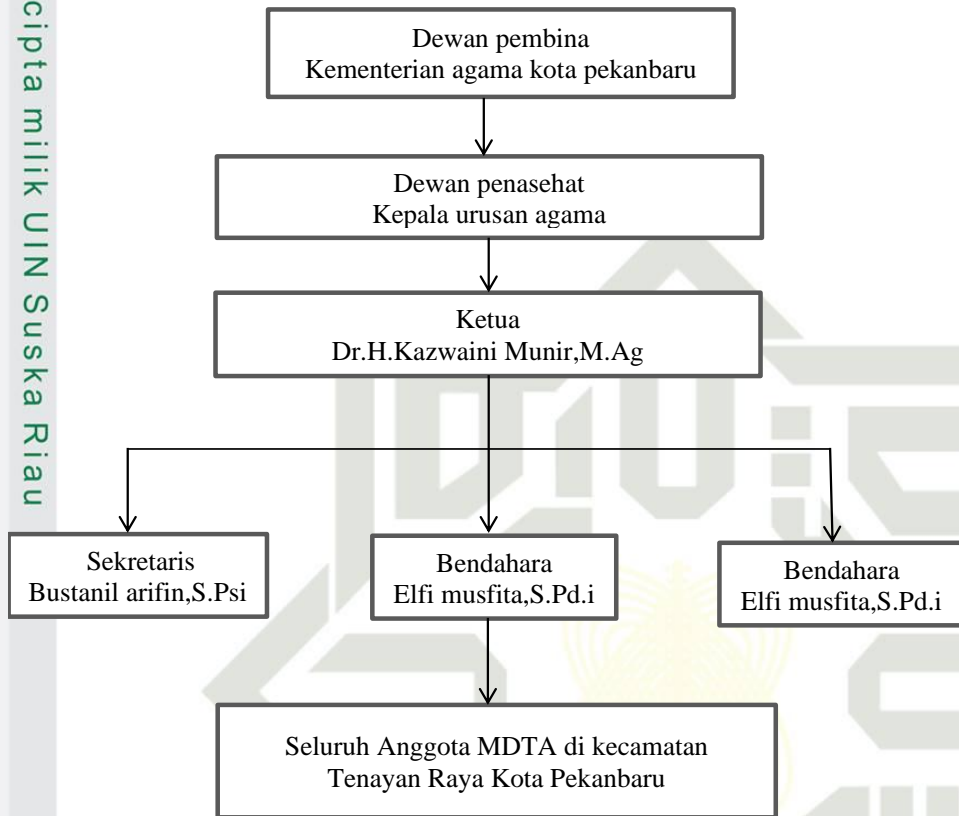 cipta milik UIN Suska Riau
Dewan pembina
Kementerian agama kota pekanbaru
Dewan penasehat
Kepala urusan agama
Ketua
Dr.H.Kazwaini Munir,M.Ag
Sekretaris
Bustanil arifin,S.Psi
Bendahara
Elfi musfita,S.Pd.i
Bendahara
Elfi musfita,S.Pd.i
Seluruh Anggota MDTA di kecamatan
Tenayan Raya Kota Pekanbaru